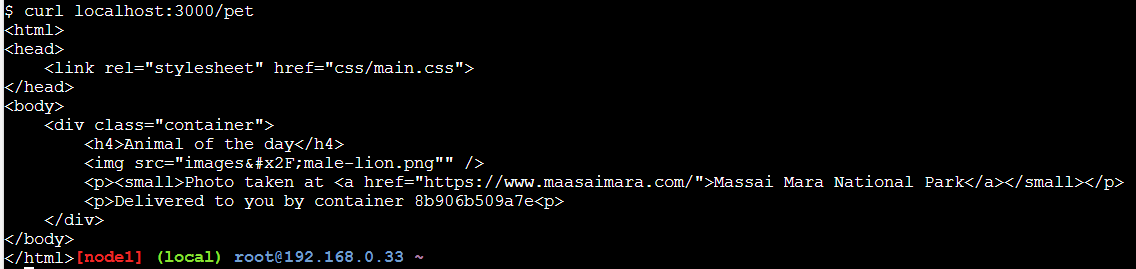 $ curl localhost:3000/pet
<html>
<head>
    <link rel="stylesheet" href="css/main.css">
</head>
<body>
    <div class="container">
        <h4>Animal of the day</h4>
        <img src="images&#x2F;male-lion.png"" />
        <p><small>Photo taken at <a href="https://www.maasaimara.com/">Massai Mara National Park</a></small></p>
        <p>Delivered to you by container 8b906b509a7e<p>
    </div>
</body>
</html>[node1] (local) root@192.168.0.33 ~